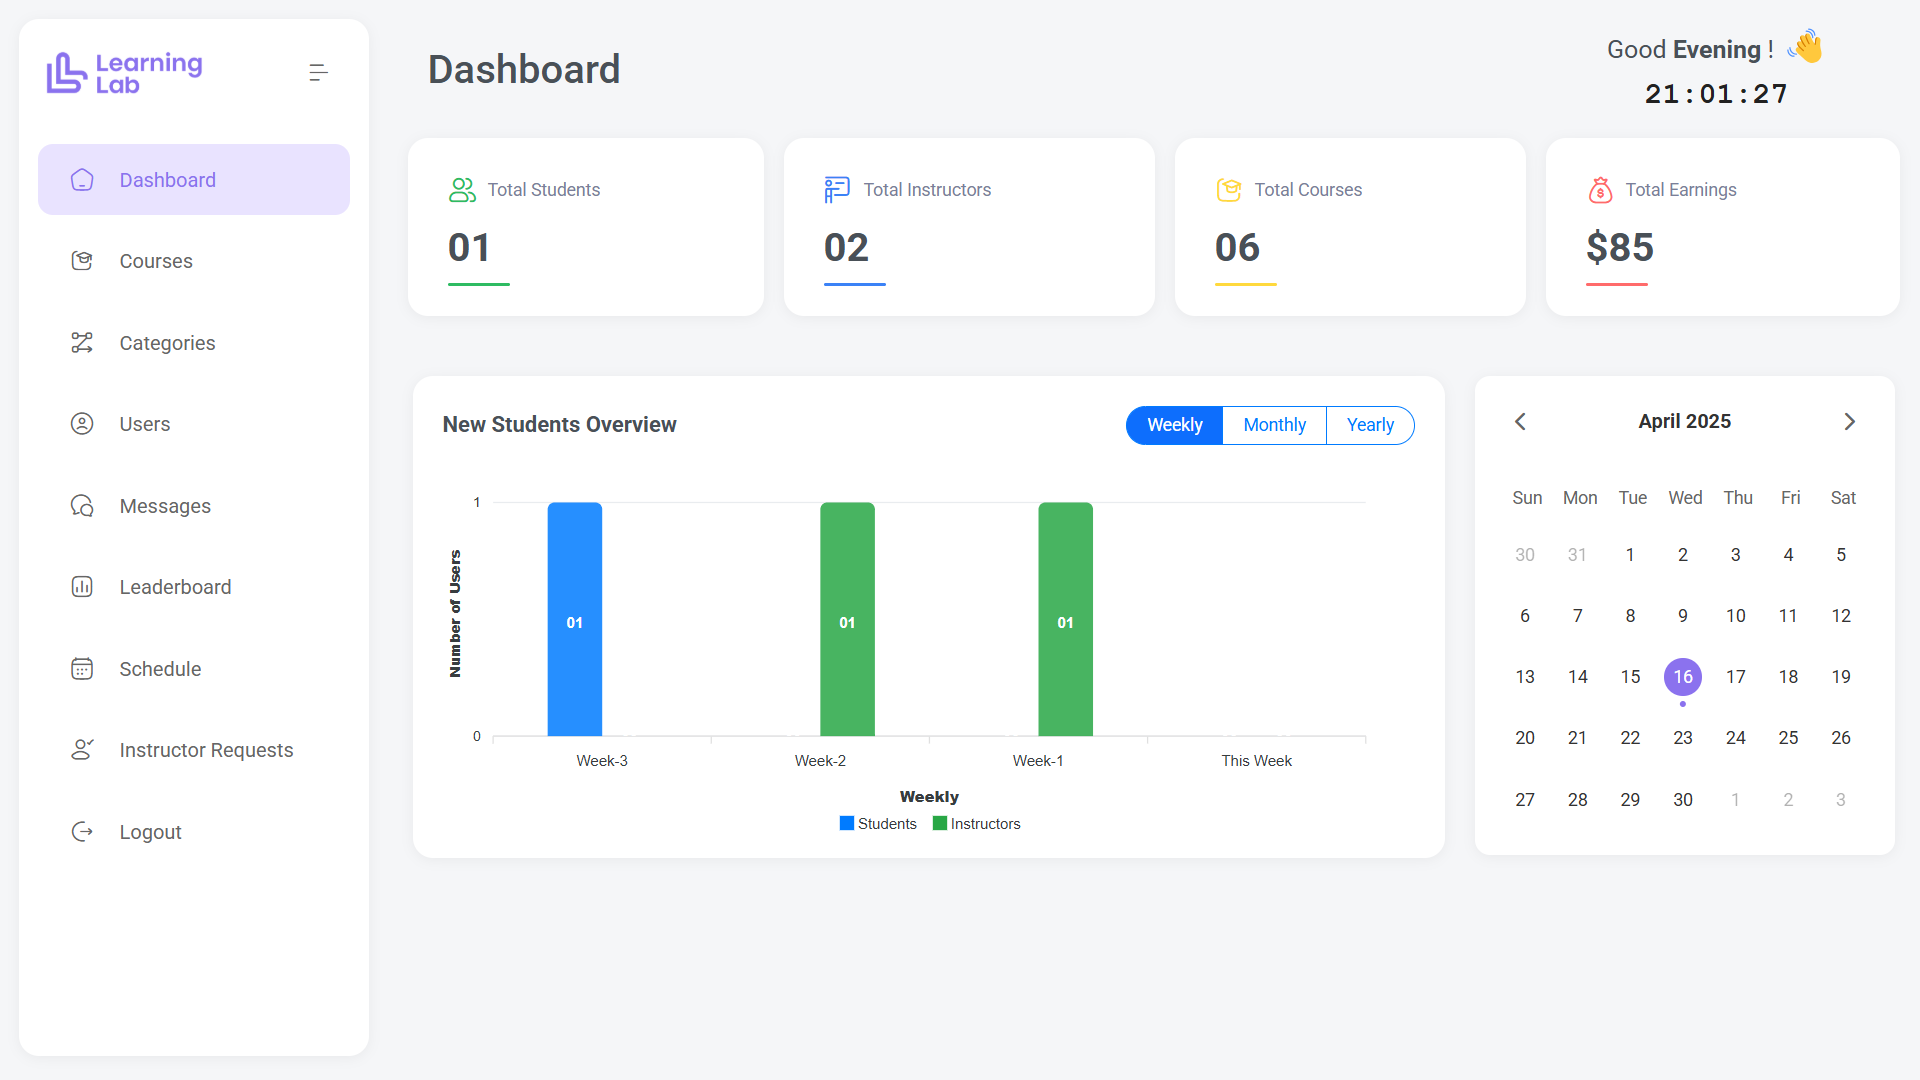 Learning
Lab
Dashboard
Courses
Categories
Users
Messages
Leaderboard
Schedule
Instructor Requests
Logout
Dashboard
Good Evening !
21:01:27
Total Students
01
Total Instructors
02
Total Courses
06
Total Earnings
$85
New Students Overview
Weekly Monthly Yearly
1
0
Number of Users
01
01
01
Week-3 Week-2 Week-1 This Week
Weekly
Students Instructors
April 2025
Sun Mon Tue Wed Thu Fri Sat
30 31 1 2 3 4 5
6 7 8 9 10 11 12
13 14 15 16 17 18 19
20 21 22 23 24 25 26
27 28 29 30 1 2 3